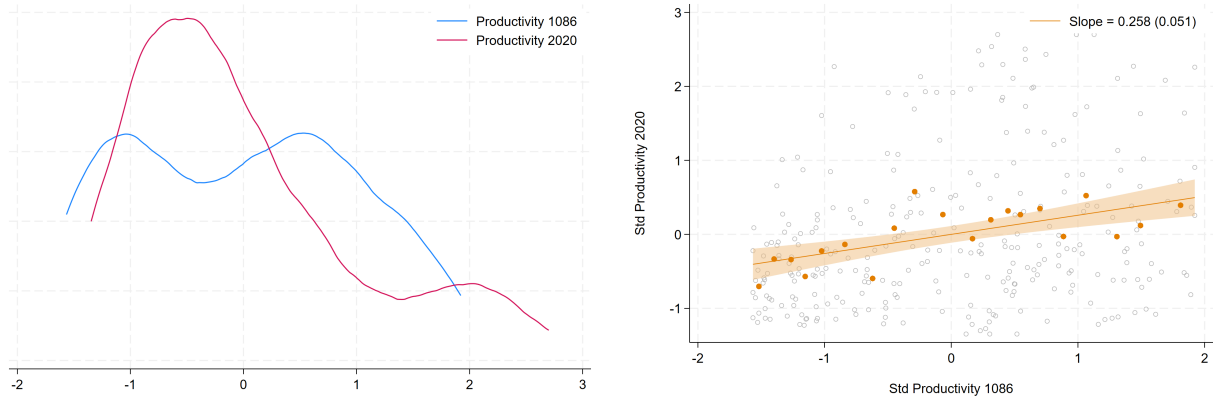 Productivity 1086
Productivity 2020
-2 -1 0 1 2 3
Slope = 0.258 (0.051)
3
2
1
0
-1
Std Productivity 2020
-2 -1 0 1 2
Std Productivity 1086